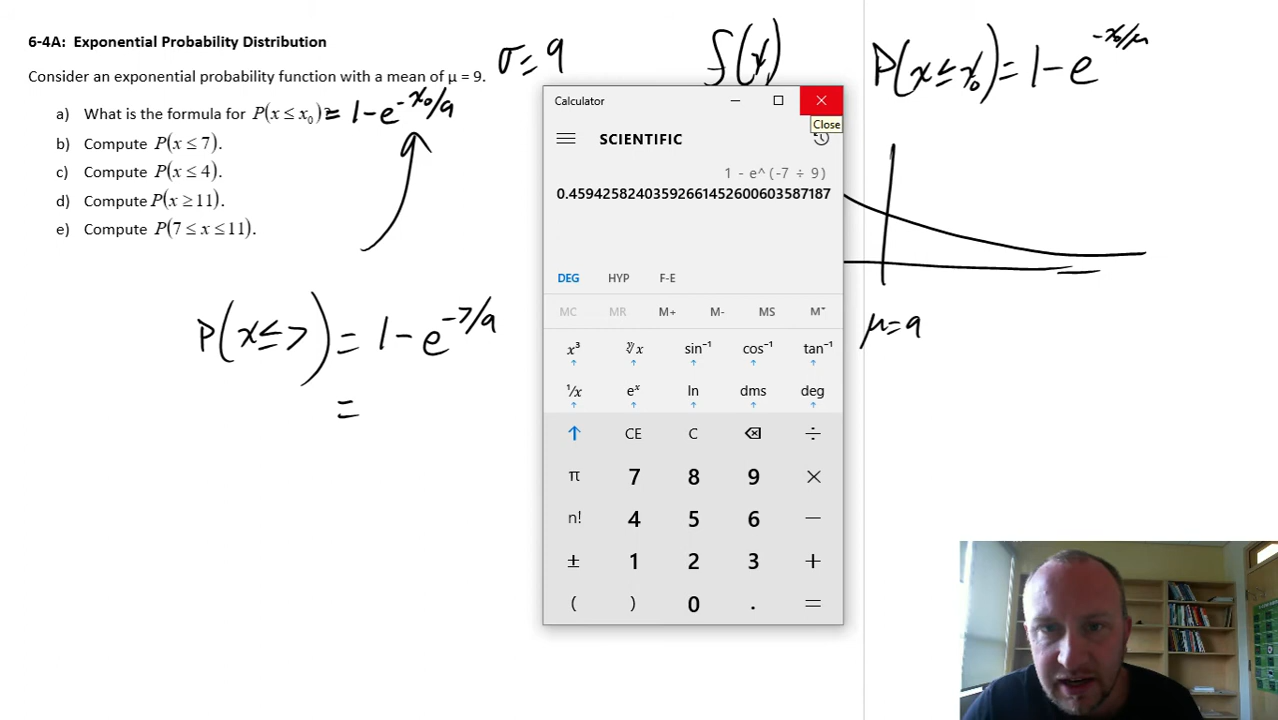 6-4A: Exponential Probability Distribution
Consider an exponential probability function with a mean of μ = 9.
σ = 9
f(x)
P(x ≤ x₀) = 1 - e^(-x₀/μ)
a) What is the formula for P(x ≤ x₀)? = 1 - e^(-x₀/9)
b) Compute P(x ≤ 7).
c) Compute P(x ≤ 4).
d) Compute P(x ≥ 11).
e) Compute P(7 ≤ x ≤ 11).
P(x ≤ 7) = 1 - e^(-7/9)
=
Calculator
Close
SCIENTIFIC
1 - e^(-7 ÷ 9)
0.45942582403592661452600603587187
DEG HYP F-E
MC MR M+ M- MS M˅
x³ ʸ√x sin⁻¹ cos⁻¹ tan⁻¹
↑ ↑ ↑ ↑ ↑
¹/x eˣ ln dms deg
↑ ↑ ↑ ↑ ↑
↑ CE C ⌫ ÷
π 7 8 9 ×
n! 4 5 6 −
± 1 2 3 +
( ) 0 . =
μ = 9